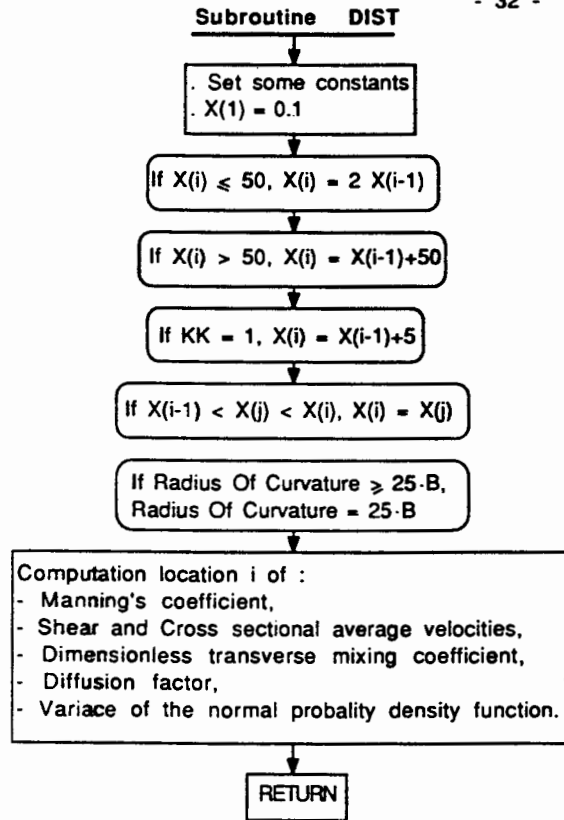 - 32 -
Subroutine DIST
. Set some constants
. X(1) = 0.1
If X(i) ⩽ 50, X(i) = 2 X(i-1)
If X(i) > 50, X(i) = X(i-1)+50
If KK = 1, X(i) = X(i-1)+5
If X(i-1) < X(j) < X(i), X(i) = X(j)
If Radius Of Curvature ⩾ 25·B,
Radius Of Curvature = 25·B
Computation location i of :
- Manning's coefficient,
- Shear and Cross sectional average velocities,
- Dimensionless transverse mixing coefficient,
- Diffusion factor,
- Variace of the normal probality density function.
RETURN